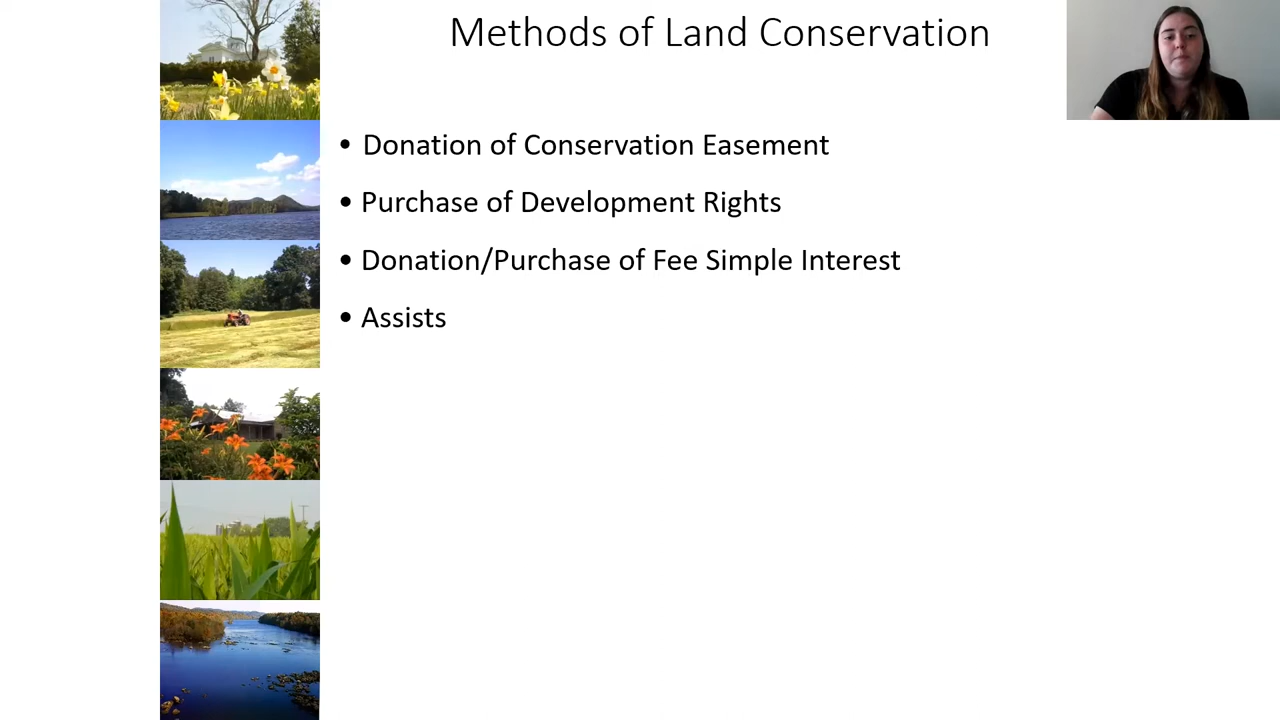 Methods of Land Conservation
• Donation of Conservation Easement
• Purchase of Development Rights
• Donation/Purchase of Fee Simple Interest
• Assists